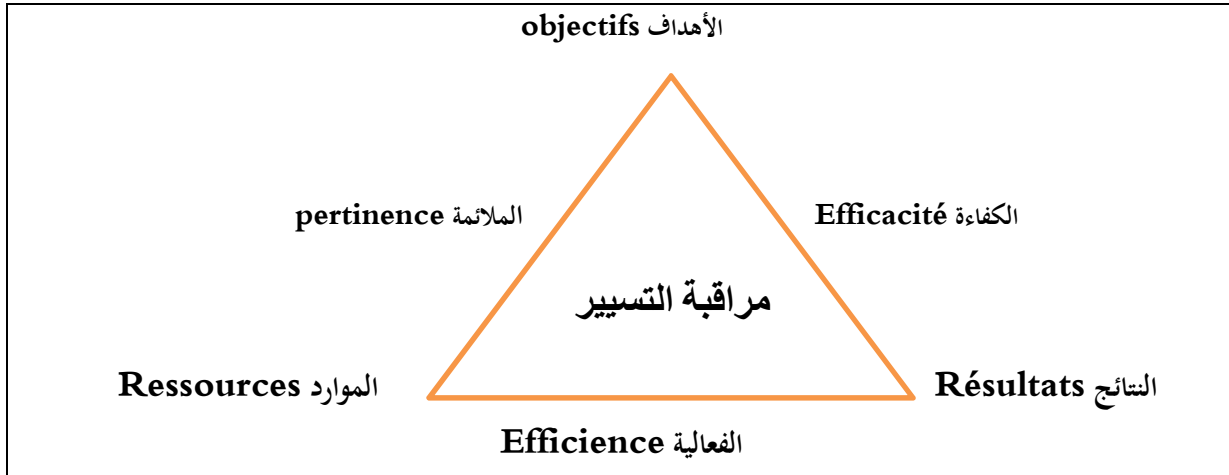 الأهداف objectifs
الملائمة pertinence
الكفاءة Efficacité
مراقبة التسيير
الموارد Ressources
النتائج Résultats
الفعالية Efficience